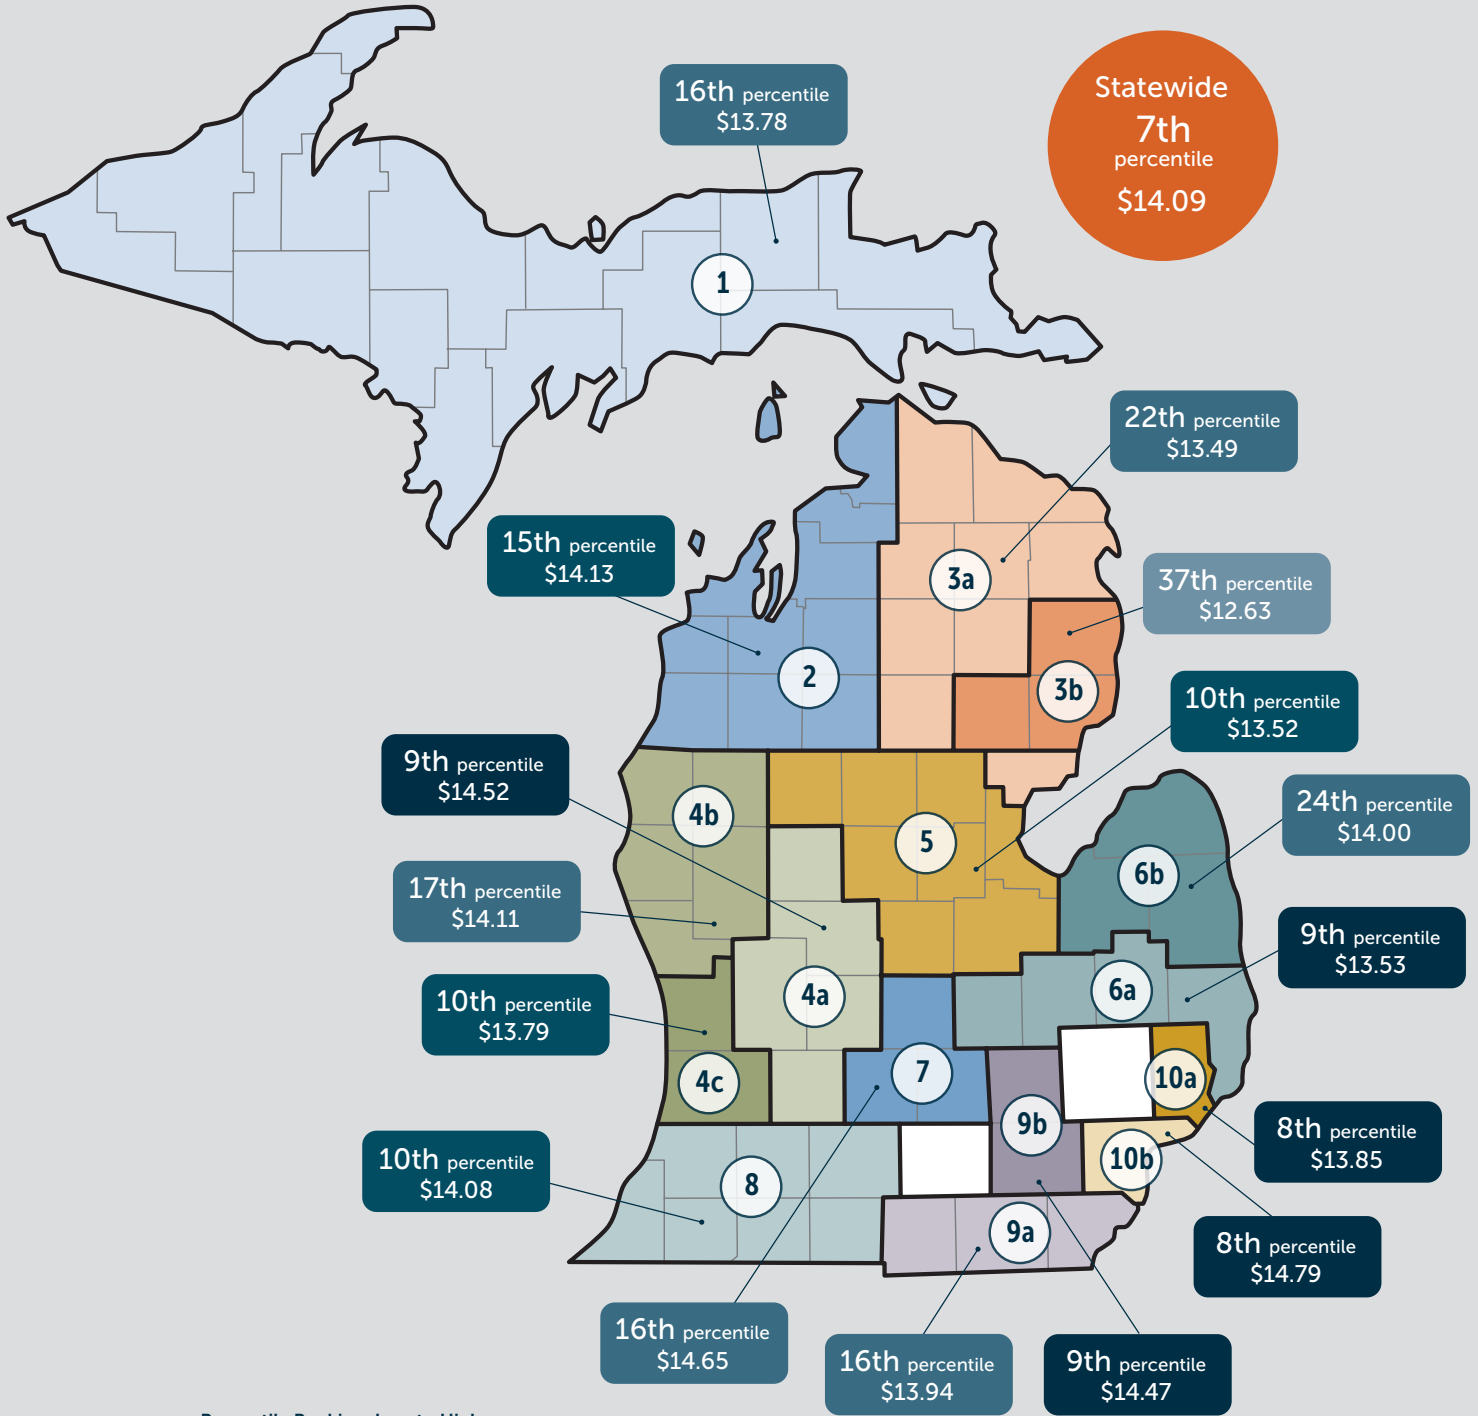 Statewide
7th
percentile
$14.09
16th percentile
$13.78
1
22th percentile
$13.49
15th percentile
$14.13
3a
37th percentile
$12.63
2
3b
10th percentile
$13.52
9th percentile
$14.52
4b
5
24th percentile
$14.00
6b
17th percentile
$14.11
9th percentile
$13.53
4a
6a
10th percentile
$13.79
4c
7
10a
9b
8th percentile
$13.85
10b
10th percentile
$14.08
8
9a
8th percentile
$14.79
16th percentile
$14.65
16th percentile
$13.94
9th percentile
$14.47